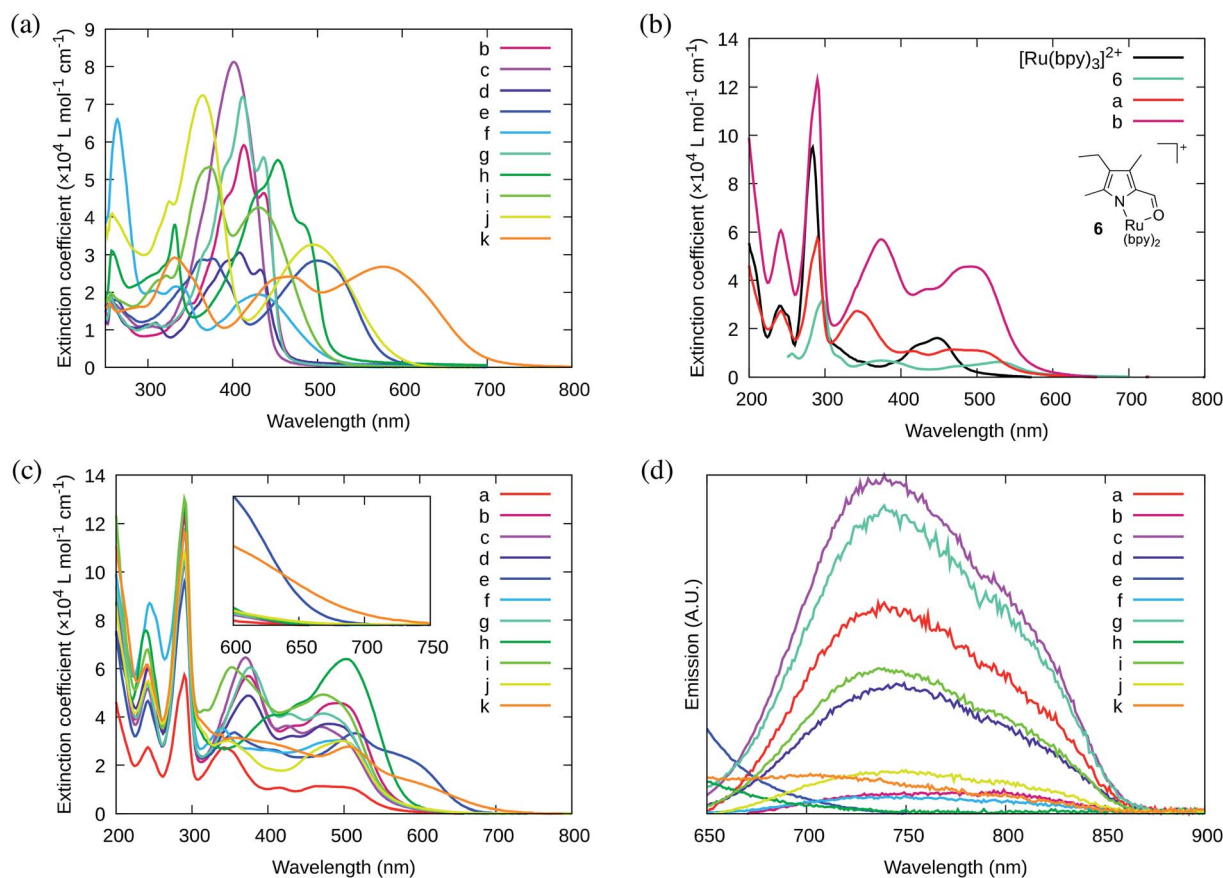 (a)
Extinction coefficient (×10⁴ L mol⁻¹ cm⁻¹)
9
8
7
6
5
4
3
2
1
0
300 400 500 600 700 800
Wavelength (nm)
b
c
d
e
f
g
h
i
j
k
(b)
Extinction coefficient (×10⁴ L mol⁻¹ cm⁻¹)
14
12
10
8
6
4
2
0
200 300 400 500 600 700 800
Wavelength (nm)
[Ru(bpy)₃]²⁺
6
a
b
+
N
O
6
Ru
(bpy)₂
(c)
Extinction coefficient (×10⁴ L mol⁻¹ cm⁻¹)
14
12
10
8
6
4
2
0
200 300 400 500 600 700 800
Wavelength (nm)
600 650 700 750
a
b
c
d
e
f
g
h
i
j
k
(d)
Emission (A.U.)
650 700 750 800 850 900
Wavelength (nm)
a
b
c
d
e
f
g
h
i
j
k